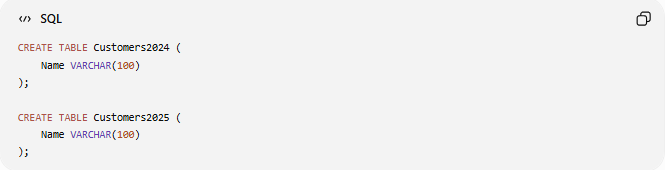 </> SQL
CREATE TABLE Customers2024 (
    Name VARCHAR(100)
);
CREATE TABLE Customers2025 (
    Name VARCHAR(100)
);